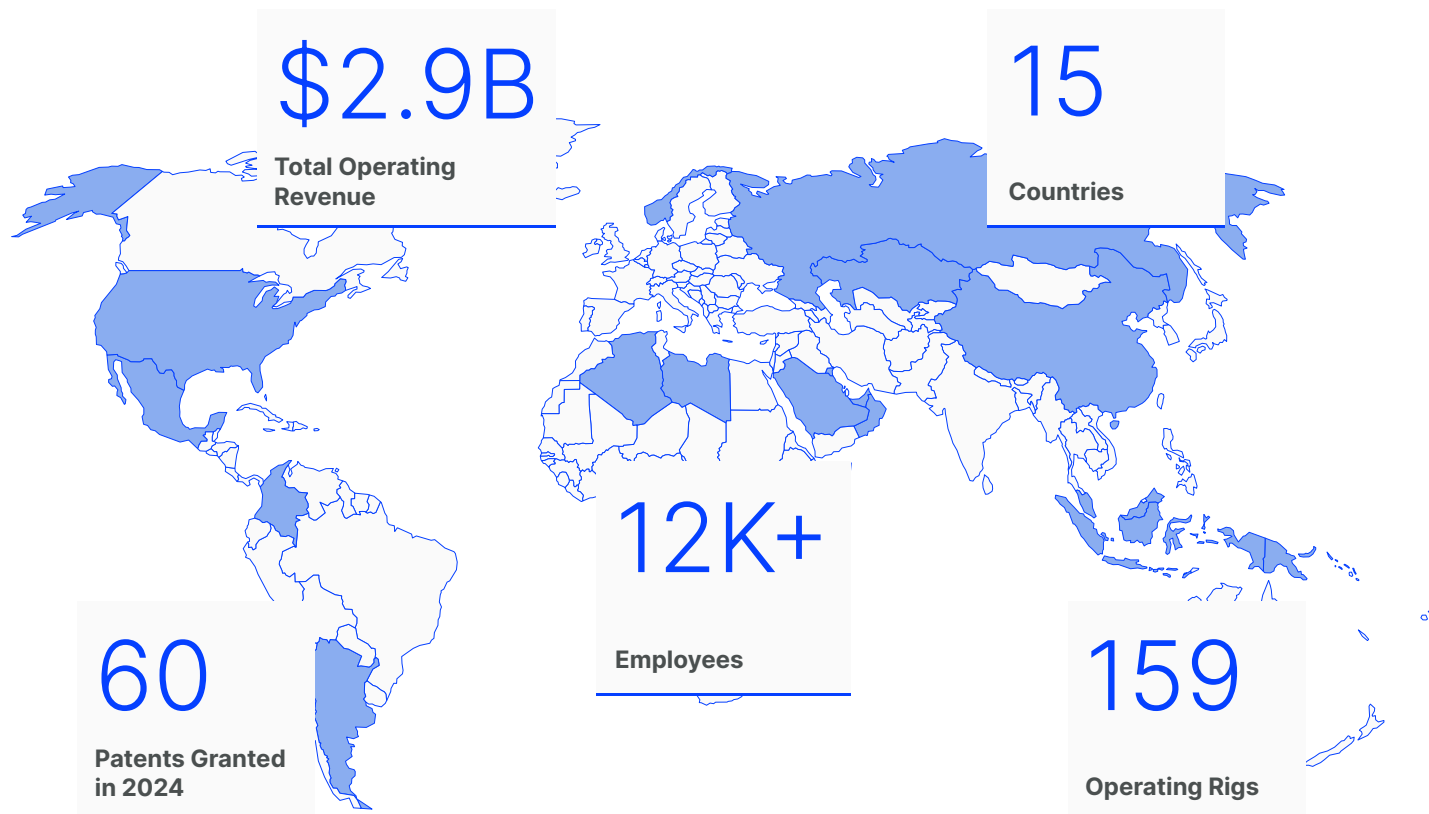 $2.9B
Total Operating
Revenue
15
Countries
12K+
Employees
60
Patents Granted
in 2024
159
Operating Rigs